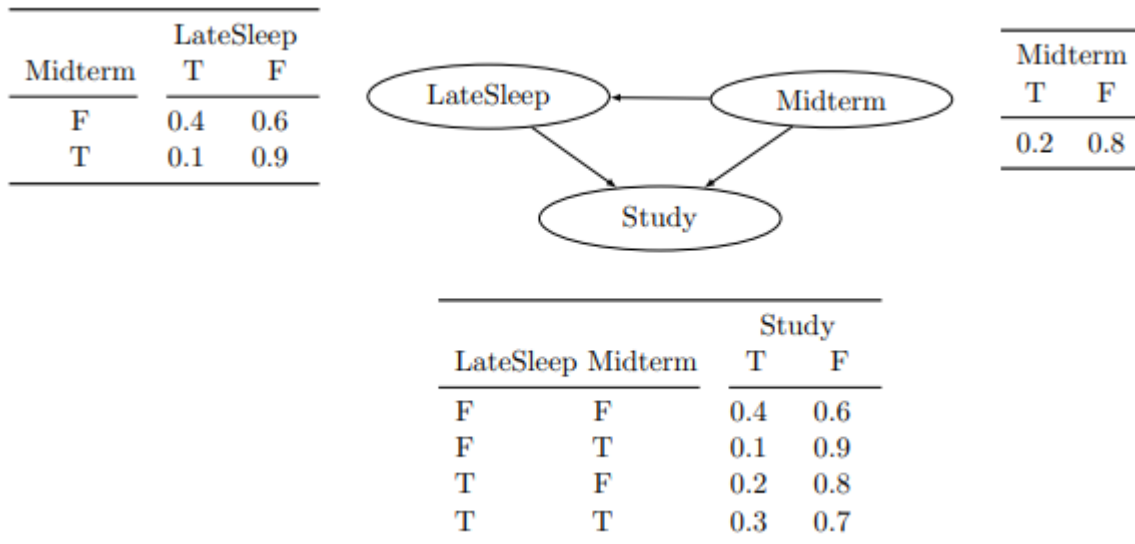 LateSleep
Midterm T F
F 0.4 0.6
T 0.1 0.9
LateSleep
Midterm
Midterm
T F
0.2 0.8
Study
Study
LateSleep Midterm T F
F F 0.4 0.6
F T 0.1 0.9
T F 0.2 0.8
T T 0.3 0.7